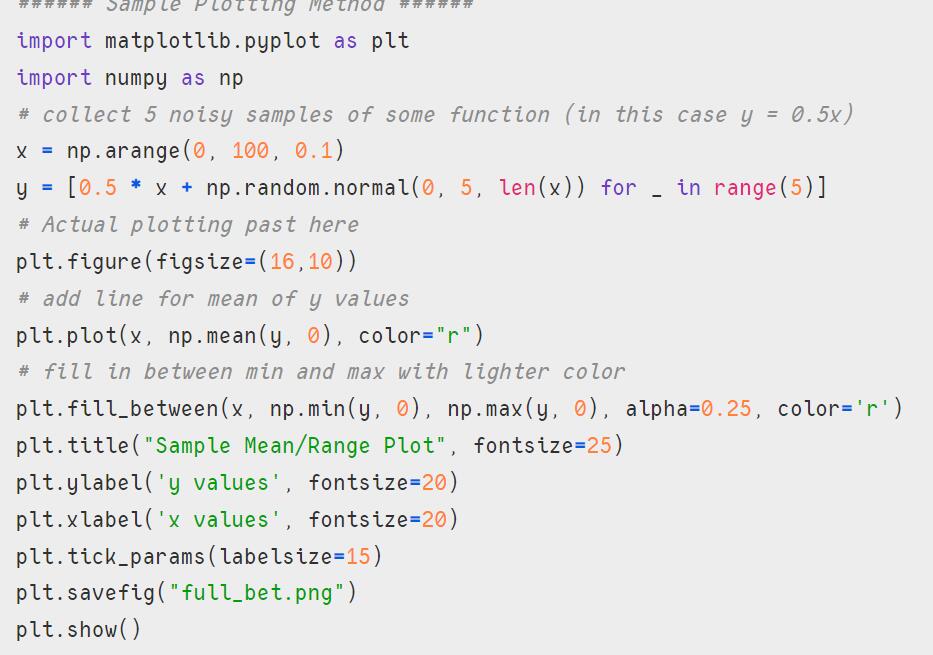 ###### Sample Plotting Method ######
import matplotlib.pyplot as plt
import numpy as np
# collect 5 noisy samples of some function (in this case y = 0.5x)
x = np.arange(0, 100, 0.1)
y = [0.5 * x + np.random.normal(0, 5, len(x)) for _ in range(5)]
# Actual plotting past here
plt.figure(figsize=(16,10))
# add line for mean of y values
plt.plot(x, np.mean(y, 0), color="r")
# fill in between min and max with lighter color
plt.fill_between(x, np.min(y, 0), np.max(y, 0), alpha=0.25, color='r')
plt.title("Sample Mean/Range Plot", fontsize=25)
plt.ylabel('y values', fontsize=20)
plt.xlabel('x values', fontsize=20)
plt.tick_params(labelsize=15)
plt.savefig("full_bet.png")
plt.show()